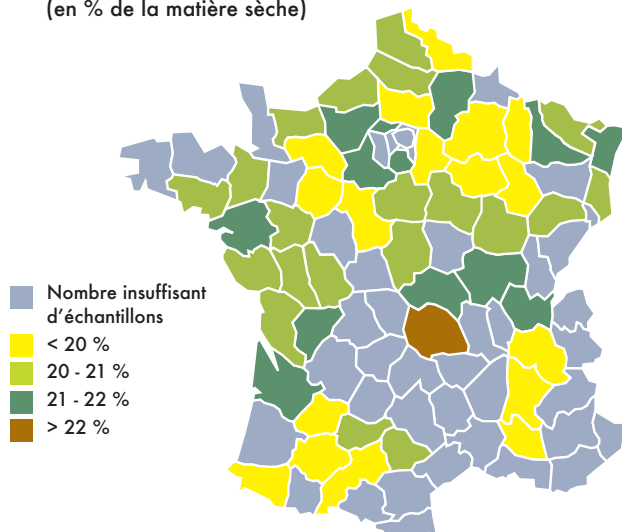 (en % de la matière sèche)
Nombre insuffisant
d’échantillons
< 20 %
20 - 21 %
21 - 22 %
> 22 %